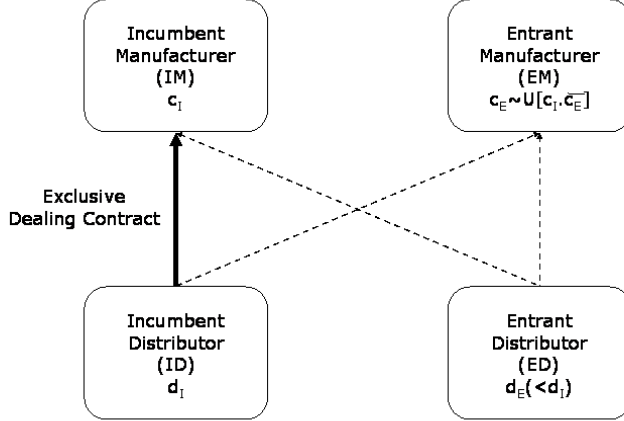 Incumbent
Manufacturer
(IM)
c_I
Entrant
Manufacturer
(EM)
c_E~U[c_I.c̅_E̅]
Exclusive
Dealing Contract
Incumbent
Distributor
(ID)
d_I
Entrant
Distributor
(ED)
d_E(<d_I)